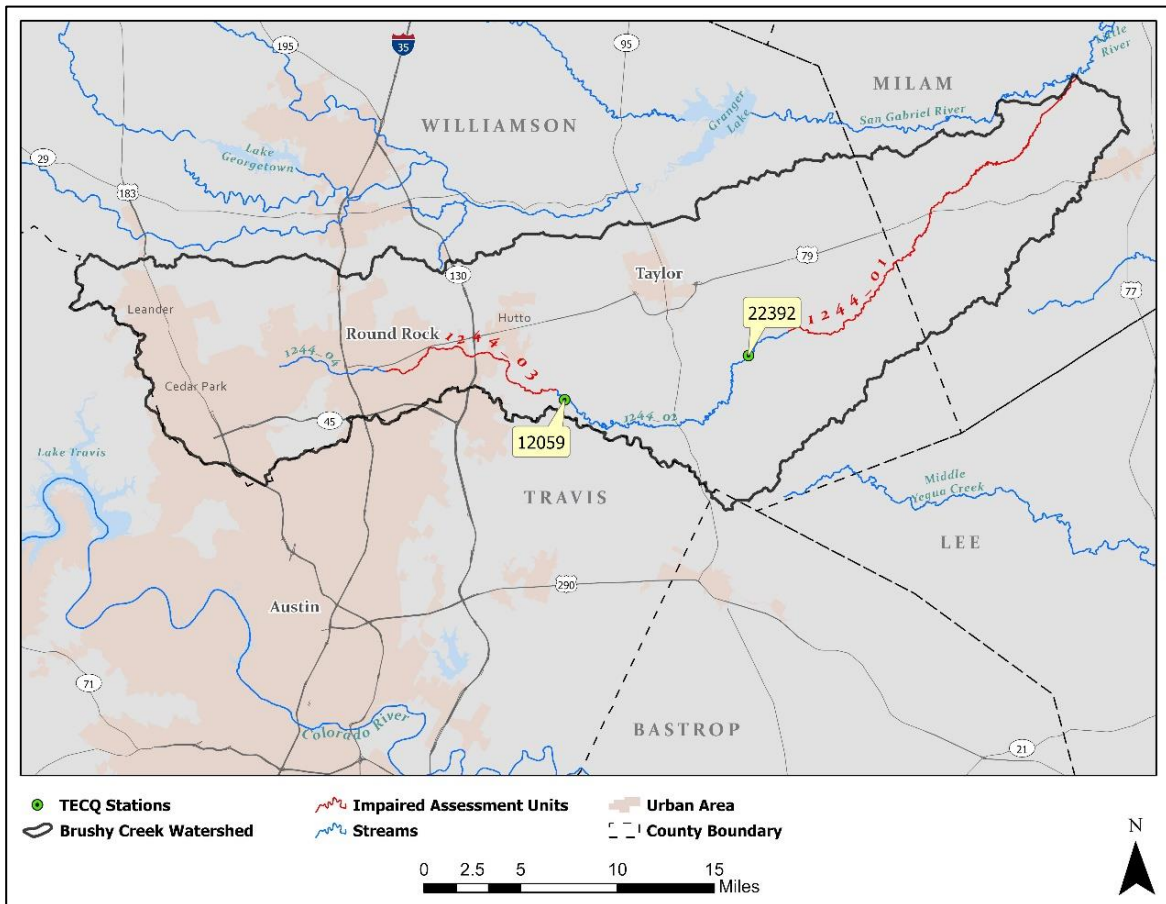 195
35
95
Little
River
MILAM
WILLIAMSON
Granger
Lake
San Gabriel River
Lake
Georgetown
29
183
130
Taylor
79
1244_01
77
Leander
Hutto
22392
Round Rock
1244_03
1244_04
Cedar Park
45
1244_02
12059
Lake Travis
TRAVIS
Middle
Yegua Creek
LEE
290
Austin
71
Colorado River
BASTROP
21
TECQ Stations
Impaired Assessment Units
Urban Area
Brushy Creek Watershed
Streams
County Boundary
N
0 2.5 5 10 15
Miles